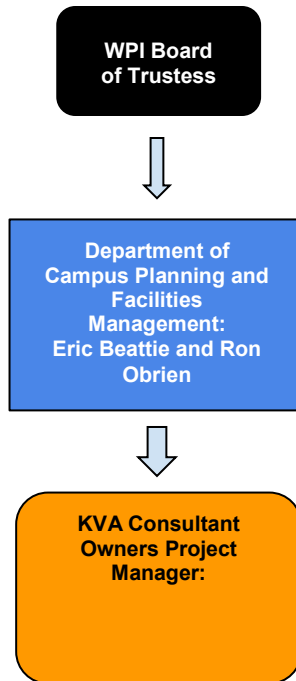 WPI Board
of Trustess
Department of
Campus Planning and
Facilities
Management:
Eric Beattie and Ron
Obrien
KVA Consultant
Owners Project
Manager: